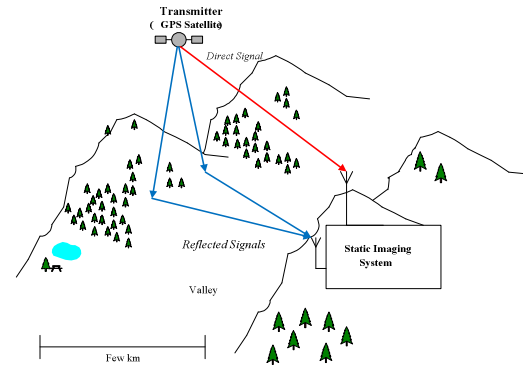 Transmitter
( GPS Satellite)
Direct Signal
Reflected Signals
Static Imaging
System
Valley
Few km